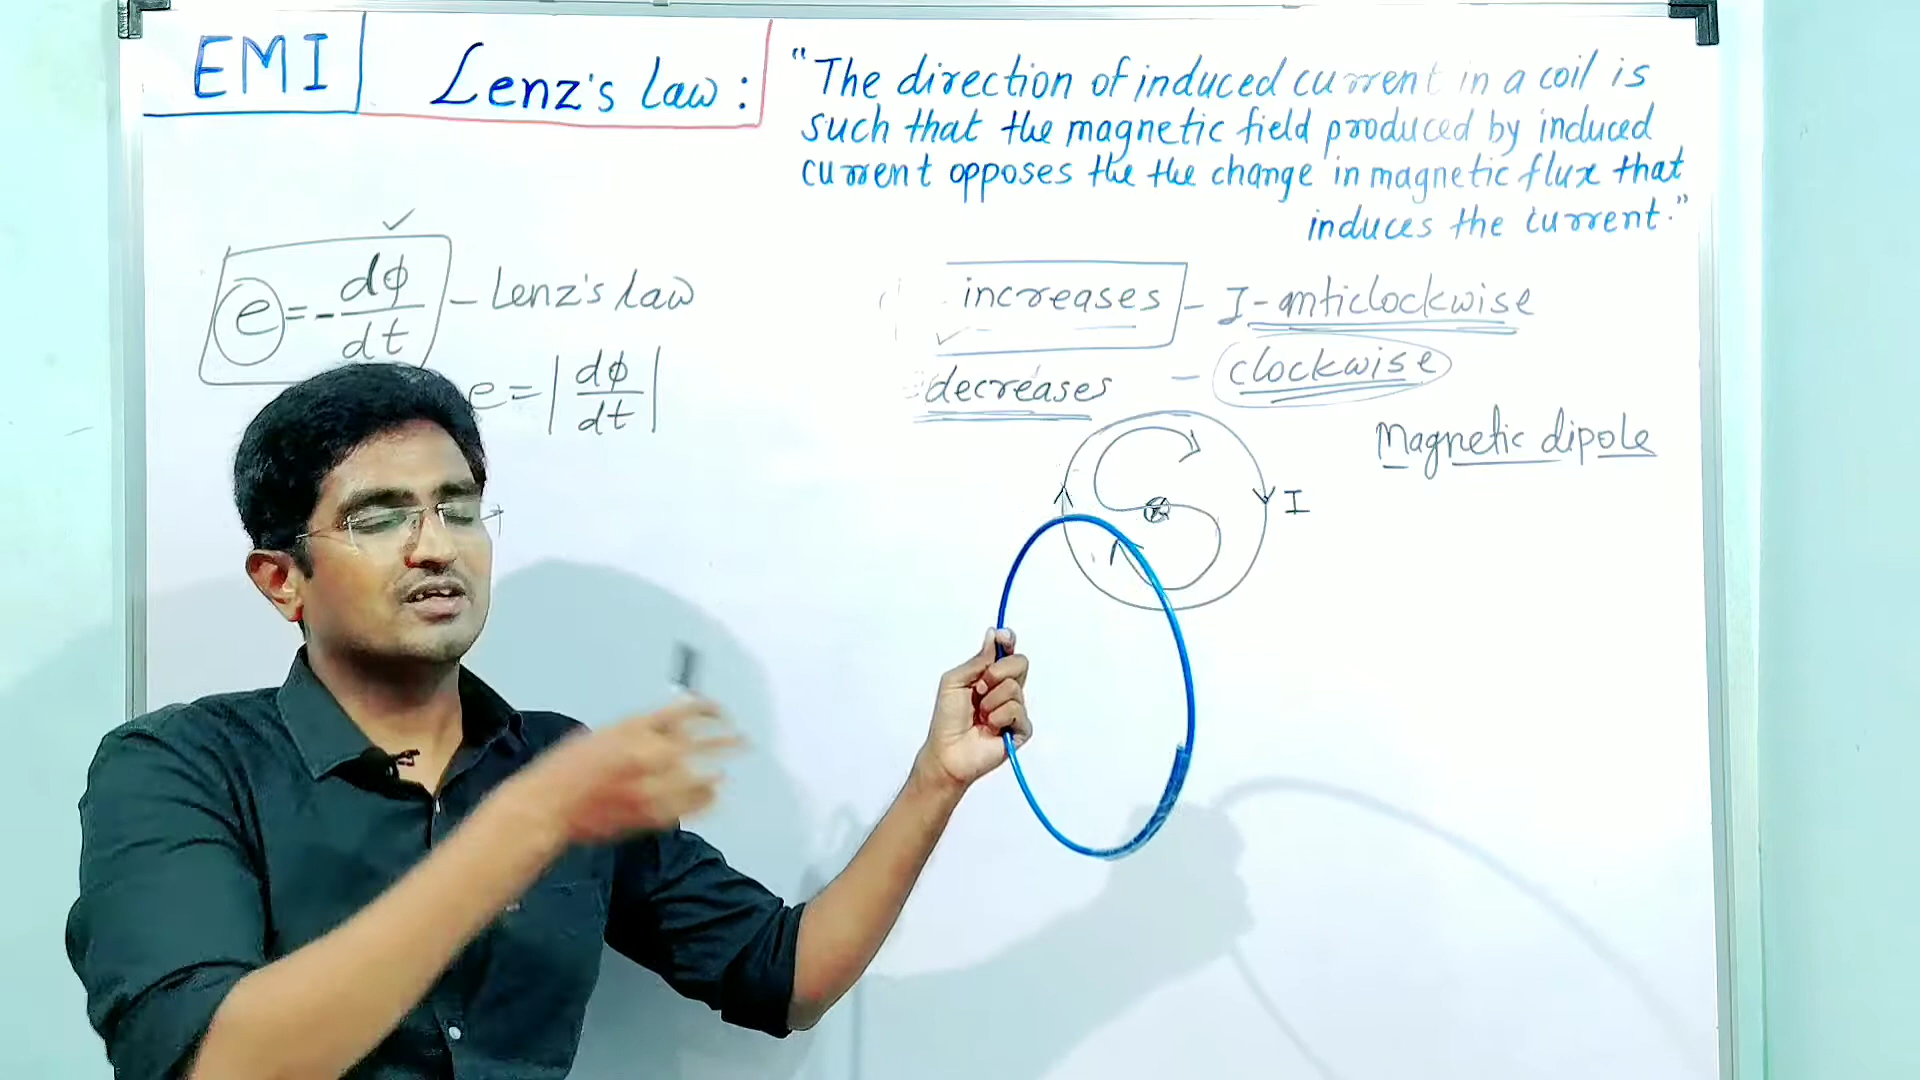 EMI
Lenz's law :
"The direction of induced current in a coil is
such that the magnetic field produced by induced
current opposes the the change in magnetic flux that
induces the current."
e = - dϕ/dt - Lenz's law
e = | dϕ/dt |
increases - I - anticlockwise
decreases - clockwise
Magnetic dipole
I